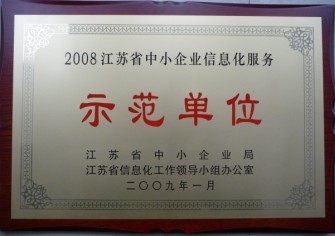 2008江苏省中小企业信息化服务
示范单位
江苏省中小企业局
江苏省信息化工作领导小组办公室
二〇〇九年一月